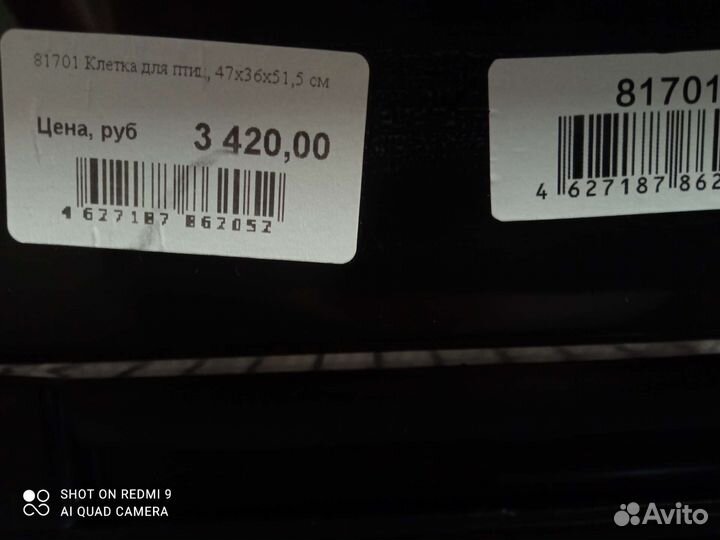 81701 Клетка для птиц, 47x36x51,5 см
Цена, руб 3 420,00
4 627187 862052
81701
4 627187 862
SHOT ON REDMI 9
AI QUAD CAMERA
Avito